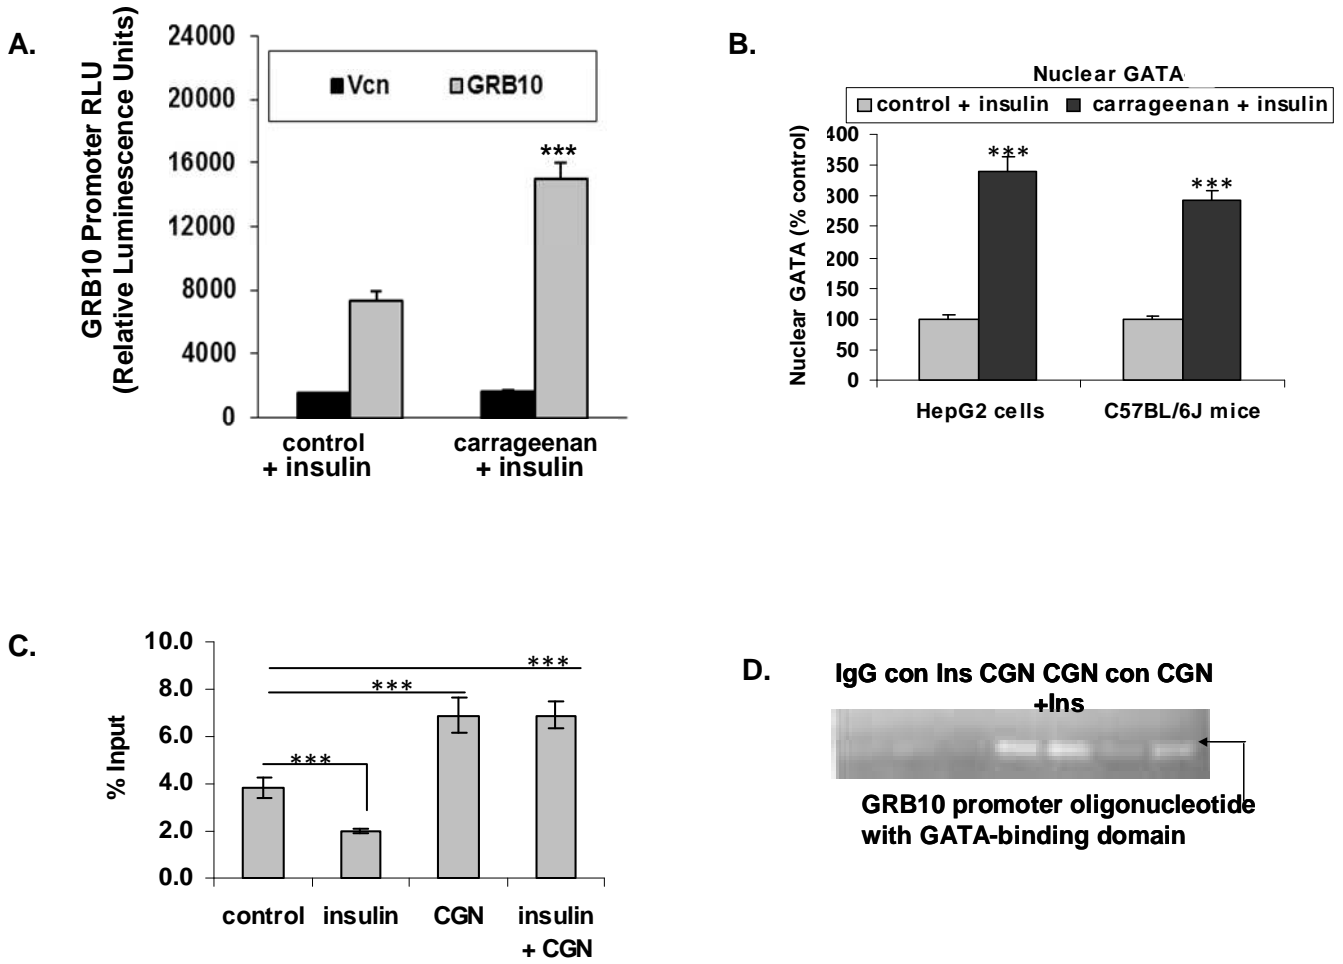 A.
GRB10 Promoter RLU
(Relative Luminescence Units)
24000
20000
16000
12000
8000
4000
0
Vcn GRB10
***
control
+ insulin
carrageenan
+ insulin
B.
Nuclear GATA
control + insulin carrageenan + insulin
Nuclear GATA (% control)
400
350
300
250
200
150
100
50
0
***
***
HepG2 cells
C57BL/6J mice
C.
% Input
10.0
8.0
6.0
4.0
2.0
0.0
***
***
***
control
insulin
CGN
insulin
+ CGN
D.
IgG con Ins CGN CGN con CGN
+Ins
GRB10 promoter oligonucleotide
with GATA-binding domain